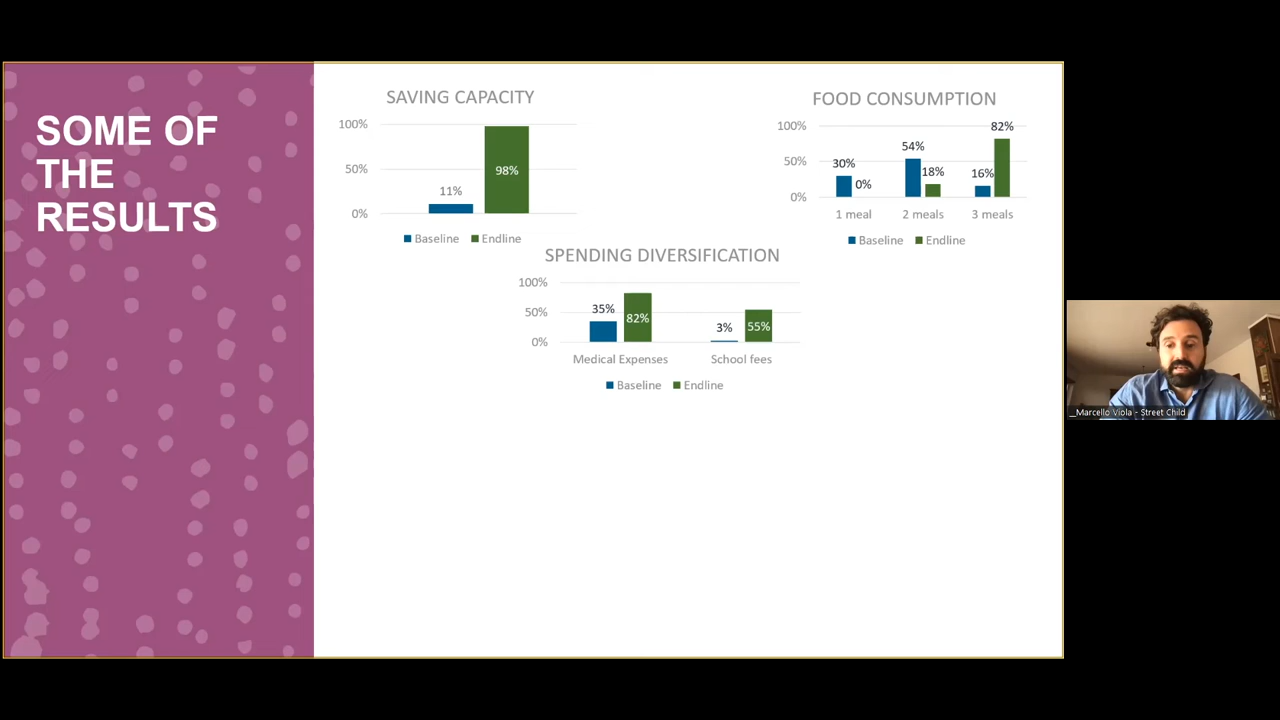 SOME OF
THE
RESULTS
SAVING CAPACITY
100%
50%
0%
11%
98%
Baseline Endline
FOOD CONSUMPTION
100%
50%
0%
30%
0%
54%
18%
16%
82%
1 meal 2 meals 3 meals
Baseline Endline
SPENDING DIVERSIFICATION
100%
50%
0%
35%
82%
3%
55%
Medical Expenses School fees
Baseline Endline
_Marcello Viola - Street Child